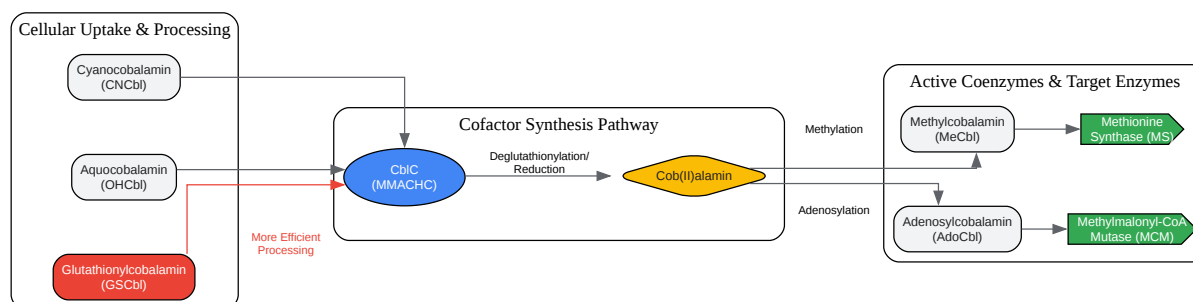 Cellular Uptake & Processing
Cyanocobalamin
(CNCbl)
Aquocobalamin
(OHCbl)
More Efficient
Processing
Glutathionylcobalamin
(GSCbl)
Cofactor Synthesis Pathway
CblC
(MMACHC)
Deglutathionylation/
Reduction
Cob(II)alamin
Methylation
Adenosylation
Active Coenzymes & Target Enzymes
Methylcobalamin
(MeCbl)
Methionine
Synthase (MS)
Adenosylcobalamin
(AdoCbl)
Methylmalonyl-CoA
Mutase (MCM)